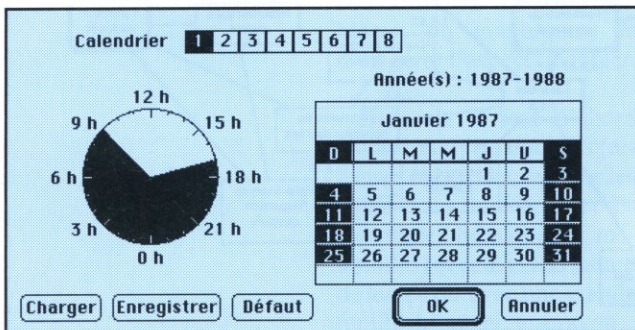 Calendrier 1 2 3 4 5 6 7 8
Année(s) : 1987-1988
12 h
9 h 15 h
6 h 18 h
3 h 21 h
0 h
Janvier 1987
D L M M J V S
1 2 3
4 5 6 7 8 9 10
11 12 13 14 15 16 17
18 19 20 21 22 23 24
25 26 27 28 29 30 31
Charger Enregistrer Défaut OK Annuler